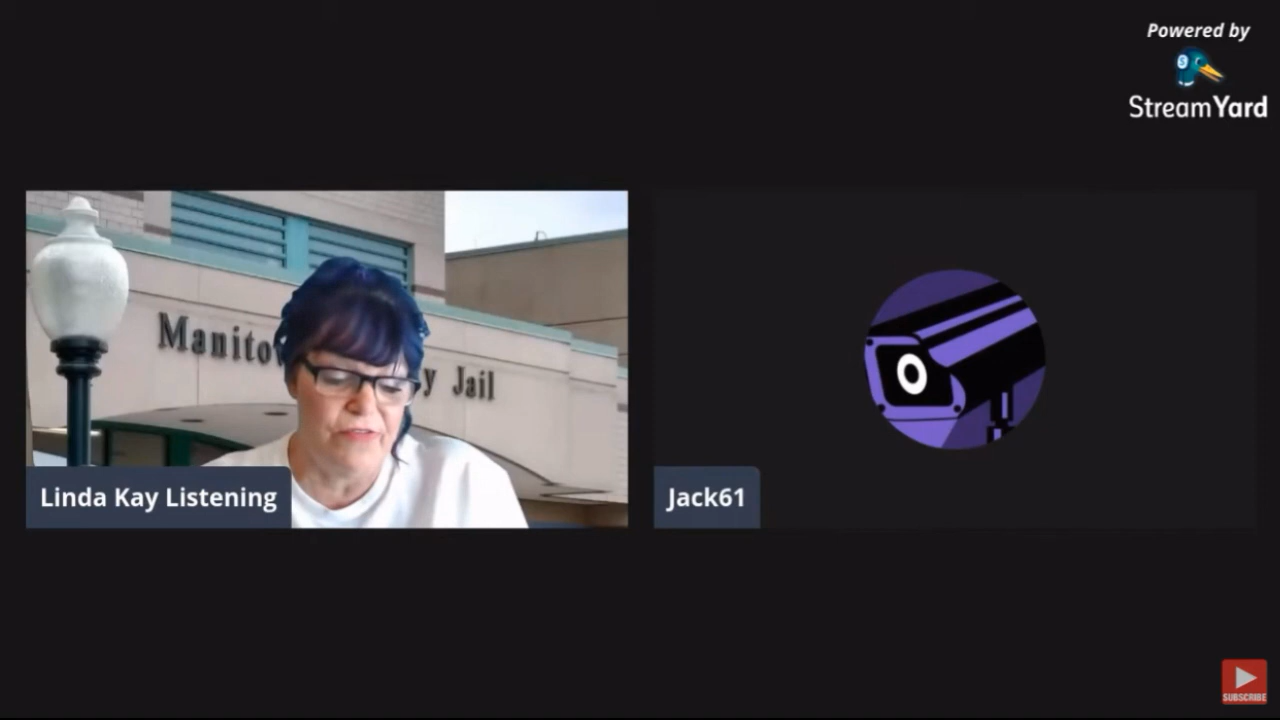 Powered by
StreamYard
Manito
y Jail
Linda Kay Listening
Jack61
SUBSCRIBE